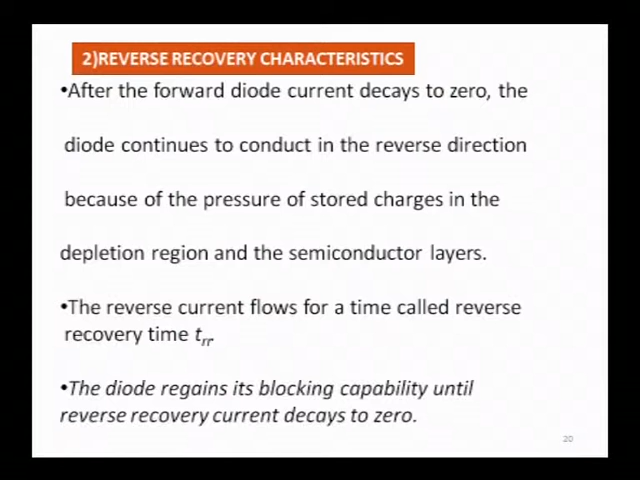 2)REVERSE RECOVERY CHARACTERISTICS
•After the forward diode current decays to zero, the
diode continues to conduct in the reverse direction
because of the pressure of stored charges in the
depletion region and the semiconductor layers.
•The reverse current flows for a time called reverse
recovery time trr.
•The diode regains its blocking capability until
reverse recovery current decays to zero.
20